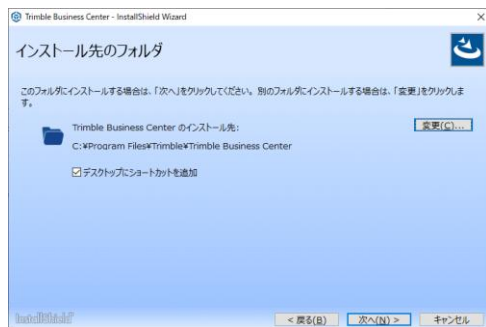 Trimble Business Center - InstallShield Wizard
インストール先のフォルダ
このフォルダにインストールする場合は、「次へ」をクリックしてください。別のフォルダにインストールする場合は、「変更」をクリックしま
す。
Trimble Business Center のインストール先:
変更(C)...
C:¥Program Files¥Trimble¥Trimble Business Center
デスクトップにショートカットを追加
InstallShield
< 戻る(B)
次へ(N) >
キャンセル